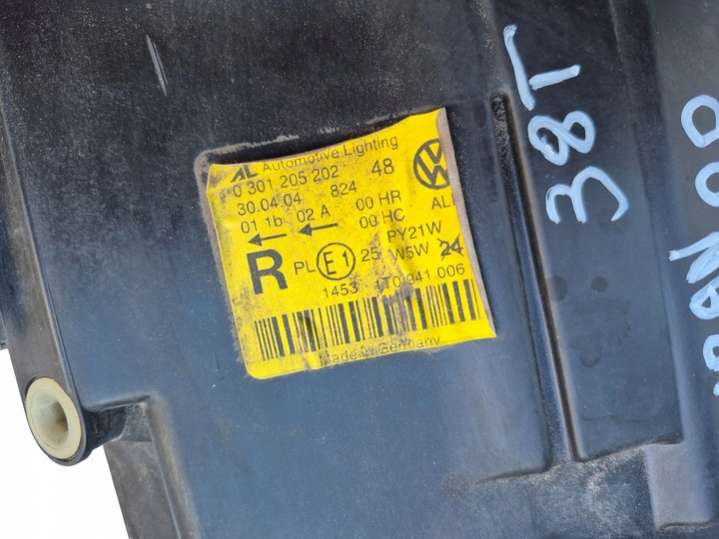 AL Automotive Lighting
0 301 205 202 48
30.04.04 824
01 1b 02 A 00 HR
00 HC
PY21W
R PL E1 25 W5W 24
1453 1T0 941 006
Made in Germany
38T